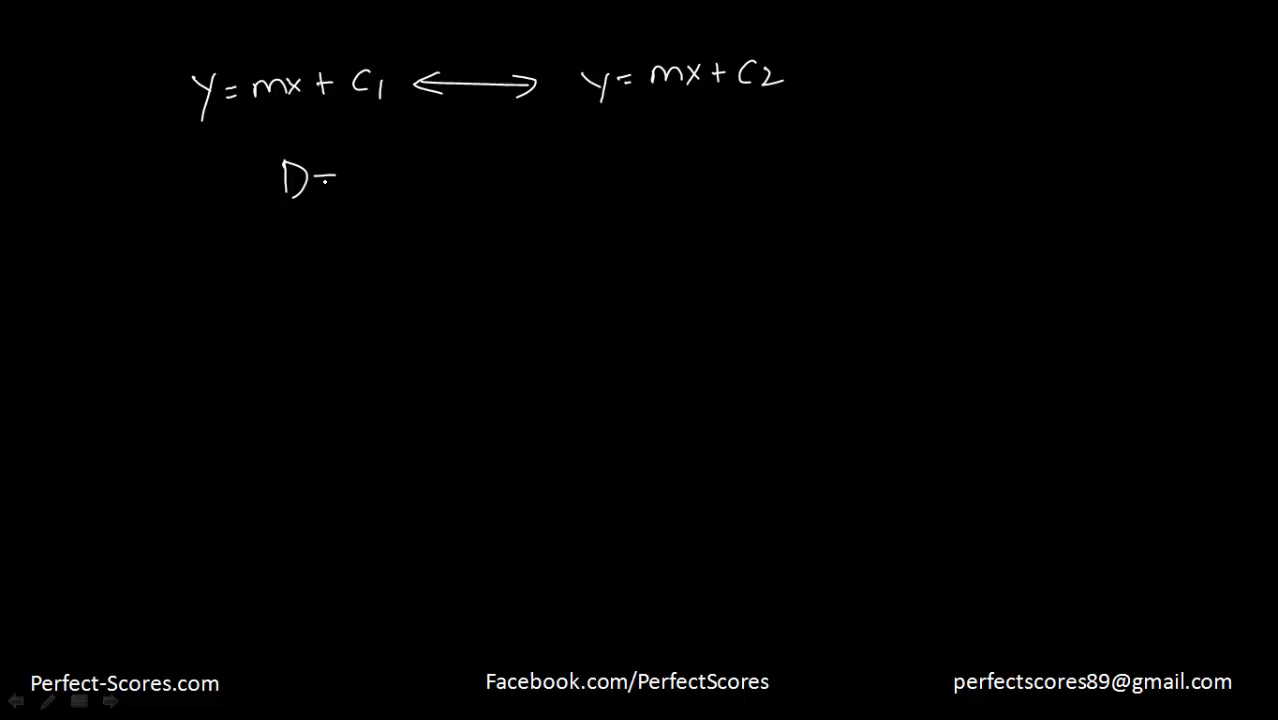 y = mx + C1 ⟷ y = mx + C2
D =
Perfect-Scores.com
Facebook.com/PerfectScores
perfectscores89@gmail.com